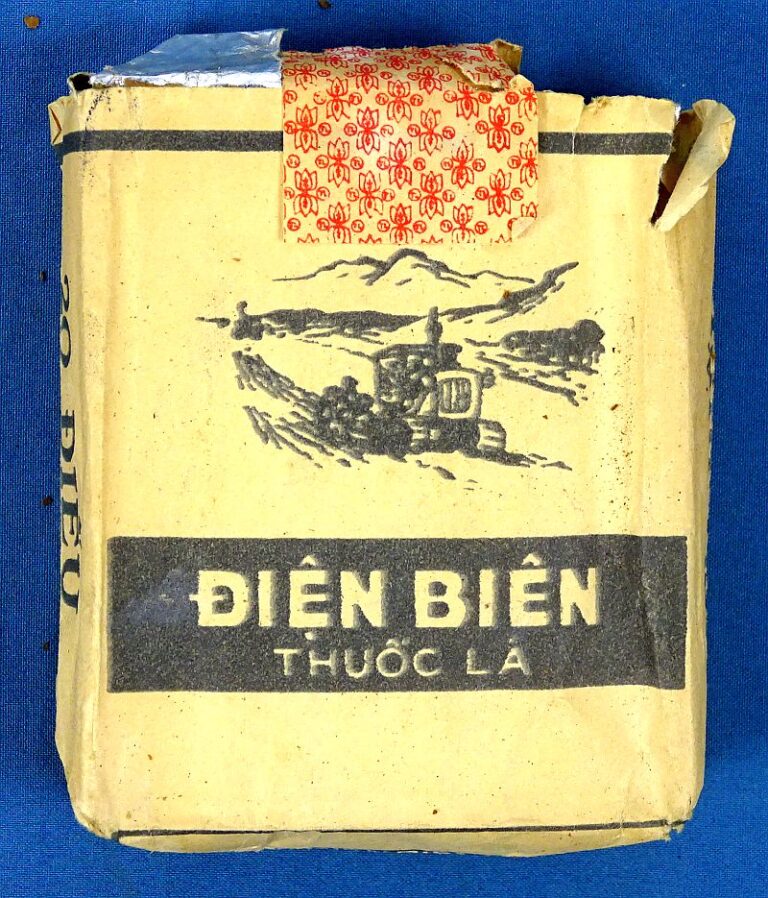 ĐIỆN BIÊN
THUỐC LÁ
20 ĐIẾU